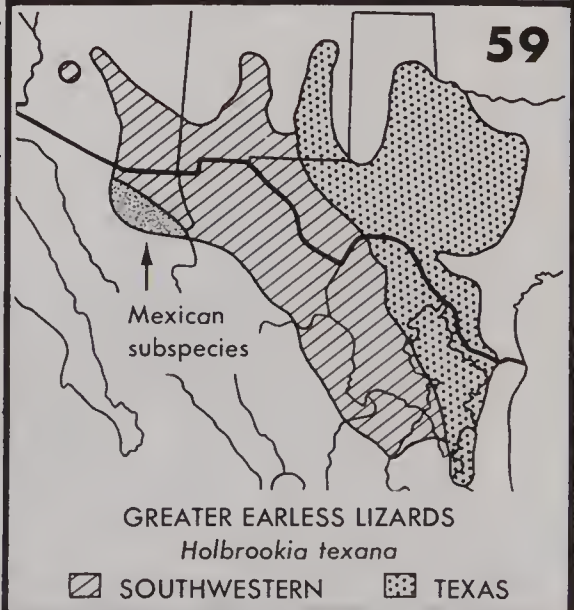 59
Mexican
subspecies
GREATER EARLESS LIZARDS
Holbrookia texana
SOUTHWESTERN TEXAS